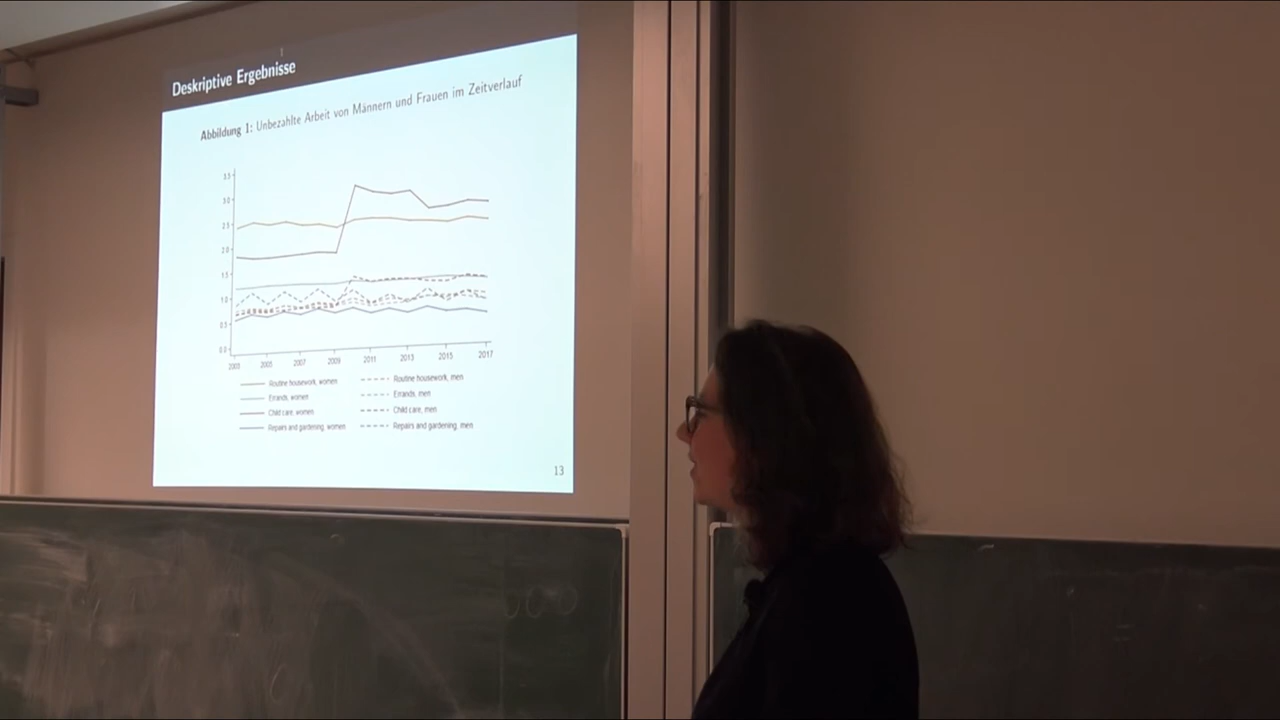 Deskriptive Ergebnisse
Abbildung 1: Unbezahlte Arbeit von Männern und Frauen im Zeitverlauf
3.5
3.0
2.5
2.0
1.5
1.0
0.5
0.0
2003 2005 2007 2009 2011 2013 2015 2017
Routine housework, women Routine housework, men
Errands, women Errands, men
Child care, women Child care, men
Repairs and gardening, women Repairs and gardening, men
13